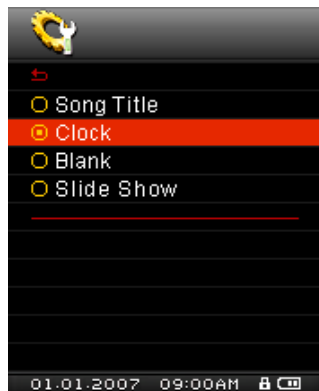 Song Title
Clock
Blank
Slide Show
01.01.2007 09:00AM